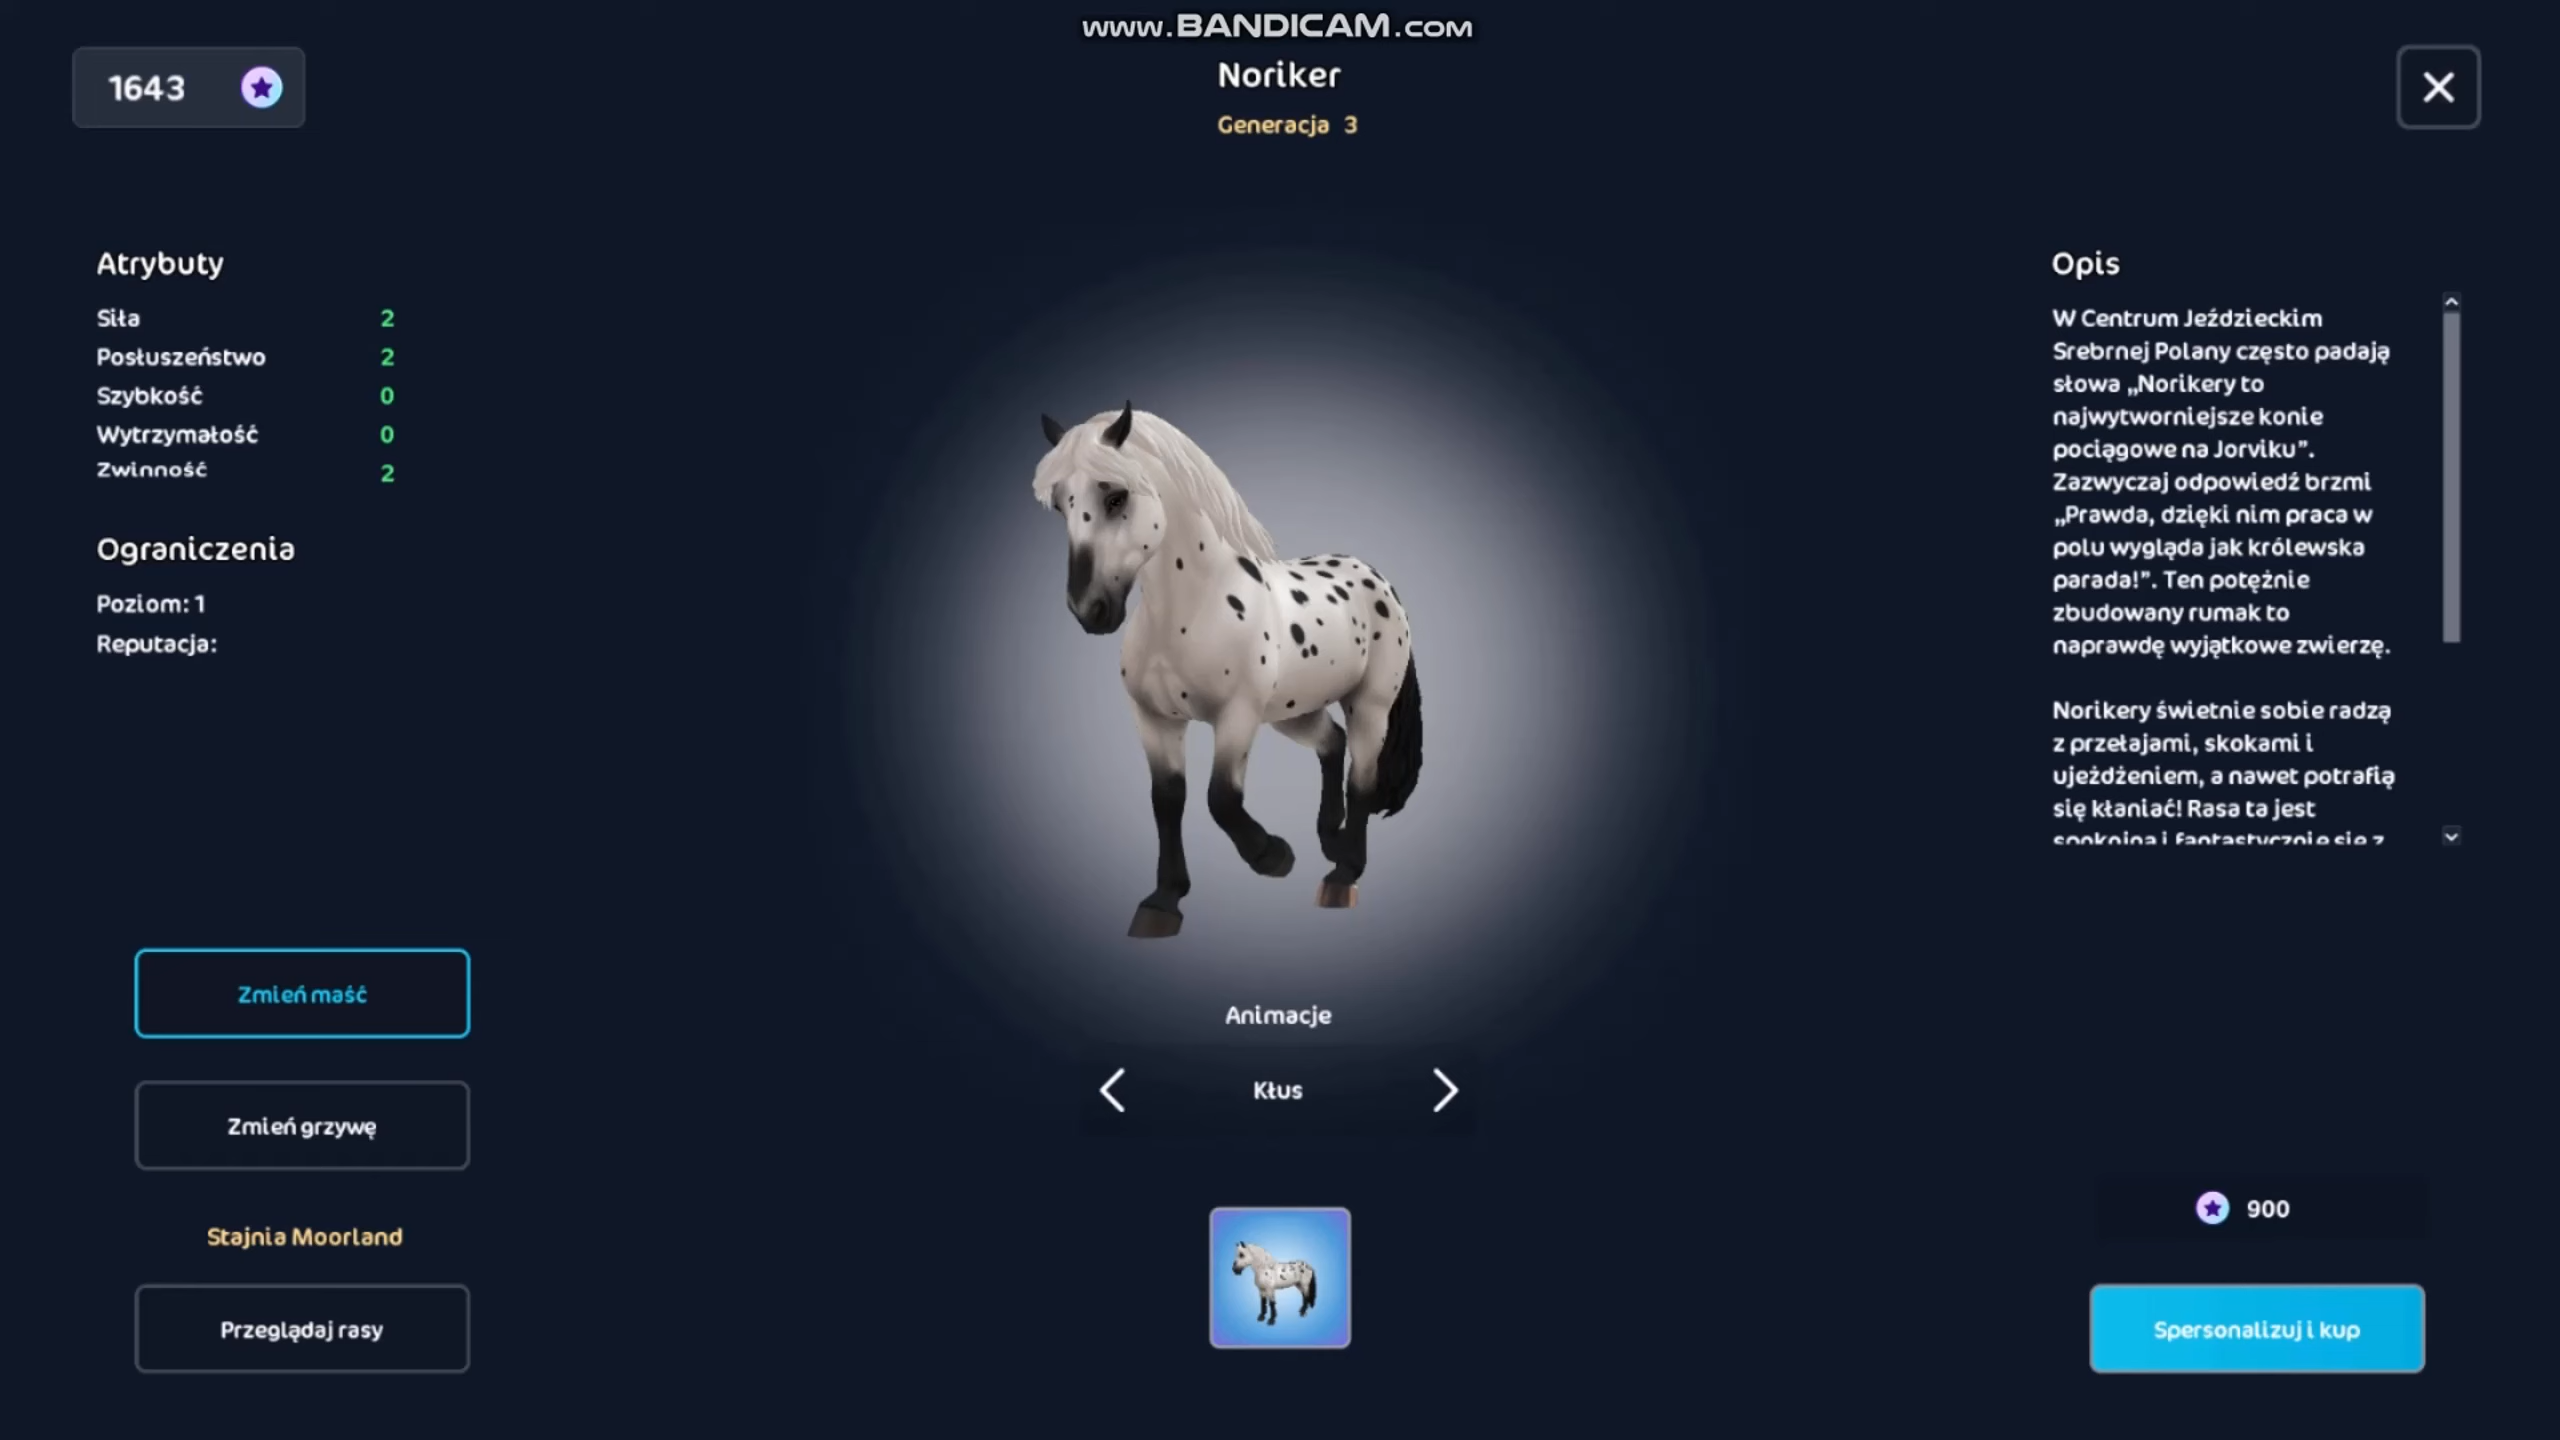 www.BANDICAM.com
1643
Noriker
Generacja 3
Atrybuty
Siła 2
Posłuszeństwo 2
Szybkość 0
Wytrzymałość 0
Zwinność 2
Ograniczenia
Poziom: 1
Reputacja:
Opis
W Centrum Jeździeckim
Srebrnej Polany często padają
słowa „Norikery to
najwytworniejsze konie
pociągowe na Jorviku”.
Zazwyczaj odpowiedź brzmi
„Prawda, dzięki nim praca w
polu wygląda jak królewska
parada!”. Ten potężnie
zbudowany rumak to
naprawdę wyjątkowe zwierzę.
Norikery świetnie sobie radzą
z przełajami, skokami i
ujeżdżeniem, a nawet potrafią
się kłaniać! Rasa ta jest
spokojna i fantastycznie się z
Zmień maść
Zmień grzywę
Stajnia Moorland
Przeglądaj rasy
Animacje
Kłus
900
Spersonalizuj i kup